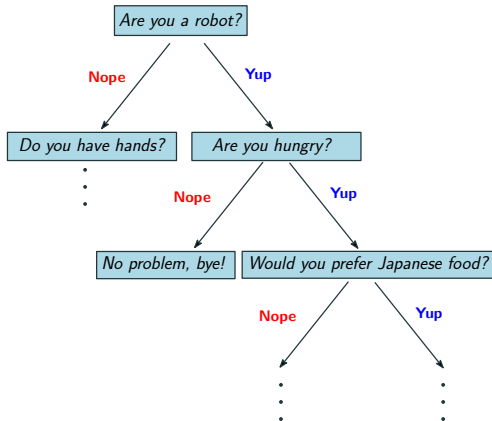 Are you a robot?
Nope
Yup
Do you have hands?
Are you hungry?
Nope
Yup
No problem, bye!
Would you prefer Japanese food?
Nope
Yup